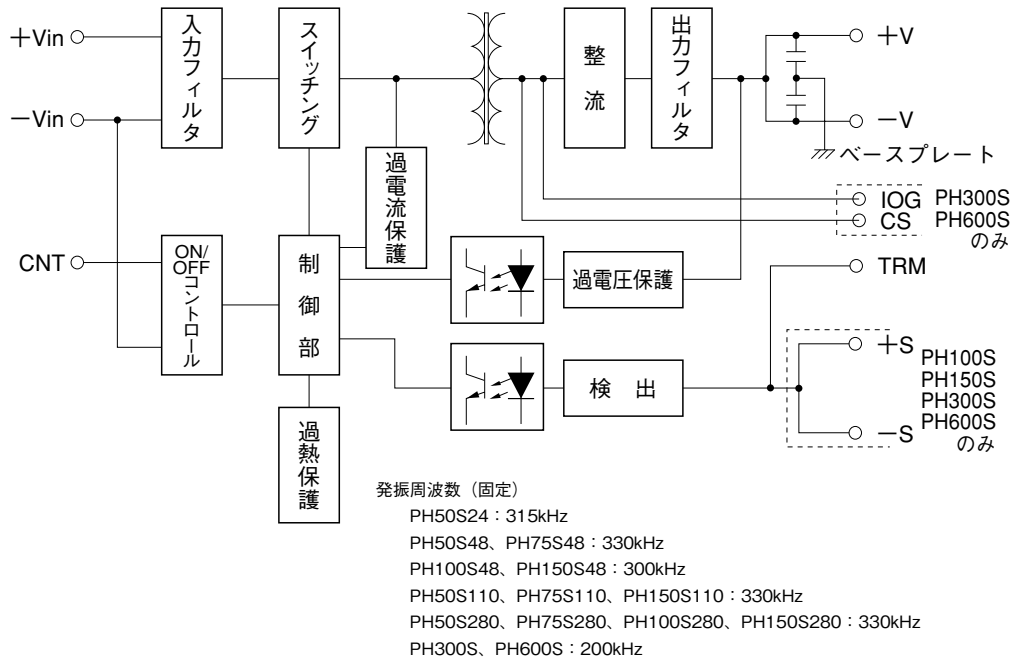 +Vin
−Vin
CNT
入力フィルタ
スイッチング
整流
出力フィルタ
+V
−V
ベースプレート
過電流保護
IOG
CS
PH300S
PH600S
のみ
ON/
OFF
コントロール
制御部
過電圧保護
TRM
検 出
+S
−S
PH100S
PH150S
PH300S
PH600S
のみ
過熱保護
発振周波数(固定)
PH50S24:315kHz
PH50S48、PH75S48:330kHz
PH100S48、PH150S48:300kHz
PH50S110、PH75S110、PH150S110:330kHz
PH50S280、PH75S280、PH100S280、PH150S280:330kHz
PH300S、PH600S:200kHz